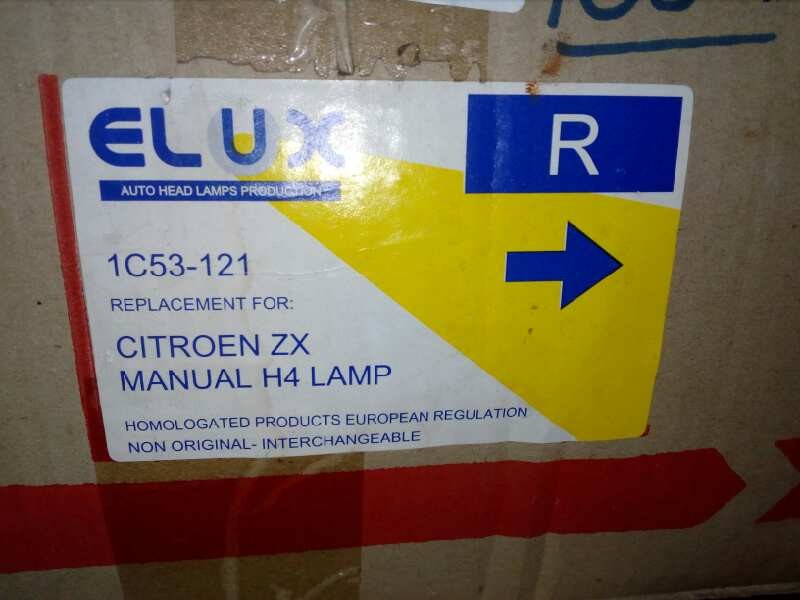 ELUX
R
AUTO HEAD LAMPS PRODUCTION
1C53-121
REPLACEMENT FOR:
CITROEN ZX
MANUAL H4 LAMP
HOMOLOGATED PRODUCTS EUROPEAN REGULATION
NON ORIGINAL- INTERCHANGEABLE